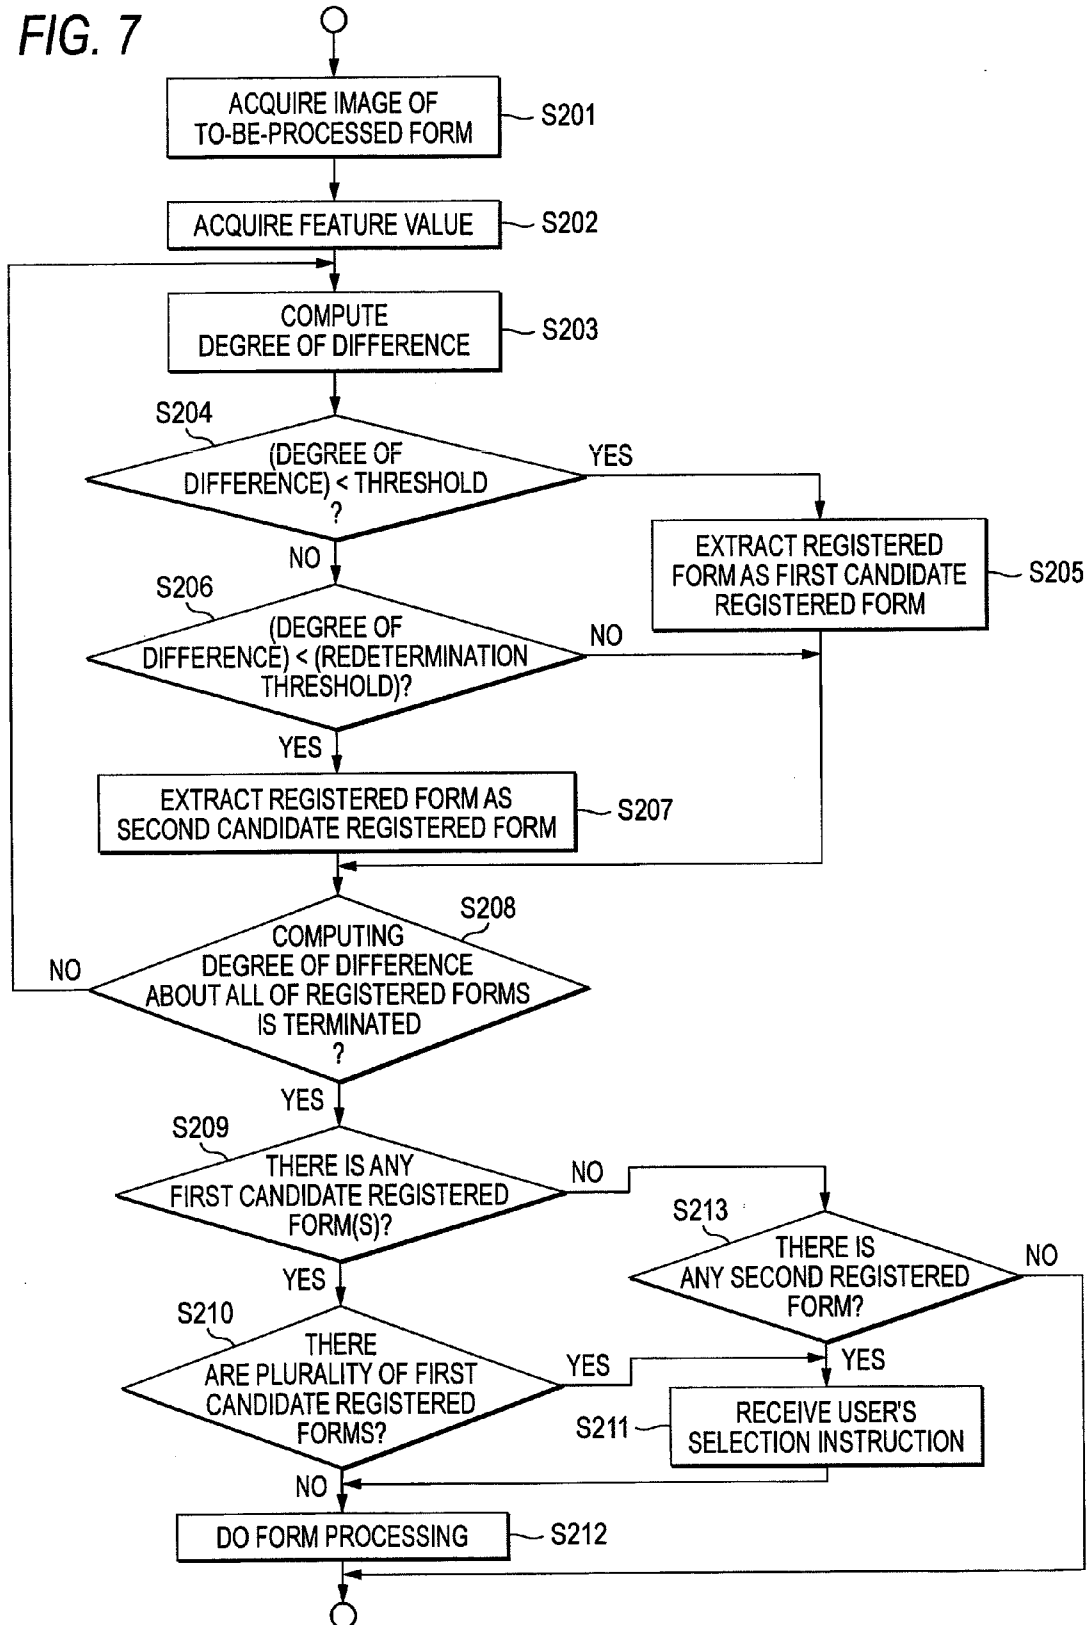 FIG. 7
ACQUIRE IMAGE OF
TO-BE-PROCESSED FORM
S201
ACQUIRE FEATURE VALUE
S202
COMPUTE
DEGREE OF DIFFERENCE
S203
S204
(DEGREE OF
DIFFERENCE) < THRESHOLD
?
YES
NO
EXTRACT REGISTERED
FORM AS FIRST CANDIDATE
REGISTERED FORM
S205
S206
(DEGREE OF
DIFFERENCE) < (REDETERMINATION
THRESHOLD)?
NO
YES
EXTRACT REGISTERED FORM AS
SECOND CANDIDATE REGISTERED FORM
S207
S208
COMPUTING
DEGREE OF DIFFERENCE
ABOUT ALL OF REGISTERED FORMS
IS TERMINATED
?
NO
YES
S209
THERE IS ANY
FIRST CANDIDATE REGISTERED
FORM(S)?
NO
YES
S213
THERE IS
ANY SECOND REGISTERED
FORM?
NO
YES
S210
THERE
ARE PLURALITY OF FIRST
CANDIDATE REGISTERED
FORMS?
YES
NO
S211
RECEIVE USER'S
SELECTION INSTRUCTION
DO FORM PROCESSING
S212